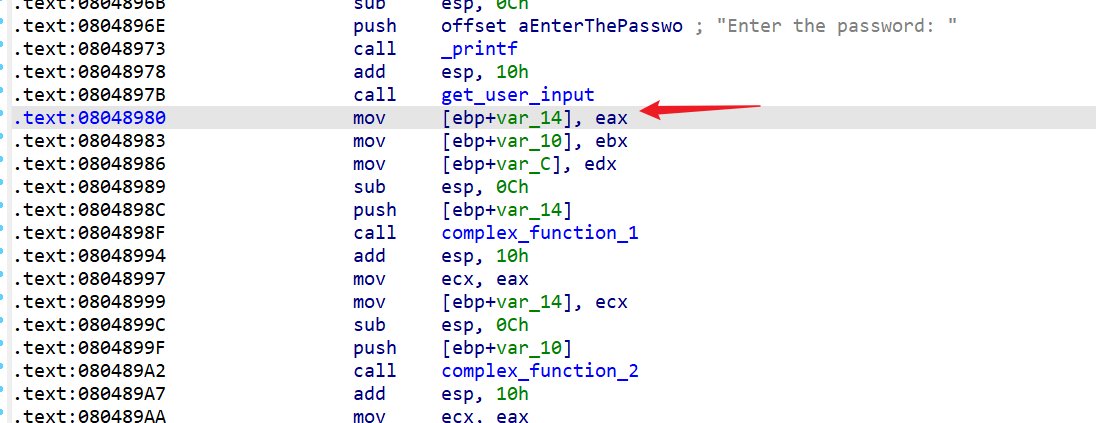 .text:0804896B sub esp, 0Ch
.text:0804896E push offset aEnterThePasswo ; "Enter the password: "
.text:08048973 call _printf
.text:08048978 add esp, 10h
.text:0804897B call get_user_input
.text:08048980 mov [ebp+var_14], eax
.text:08048983 mov [ebp+var_10], ebx
.text:08048986 mov [ebp+var_C], edx
.text:08048989 sub esp, 0Ch
.text:0804898C push [ebp+var_14]
.text:0804898F call complex_function_1
.text:08048994 add esp, 10h
.text:08048997 mov ecx, eax
.text:08048999 mov [ebp+var_14], ecx
.text:0804899C sub esp, 0Ch
.text:0804899F push [ebp+var_10]
.text:080489A2 call complex_function_2
.text:080489A7 add esp, 10h
.text:080489AA mov ecx, eax